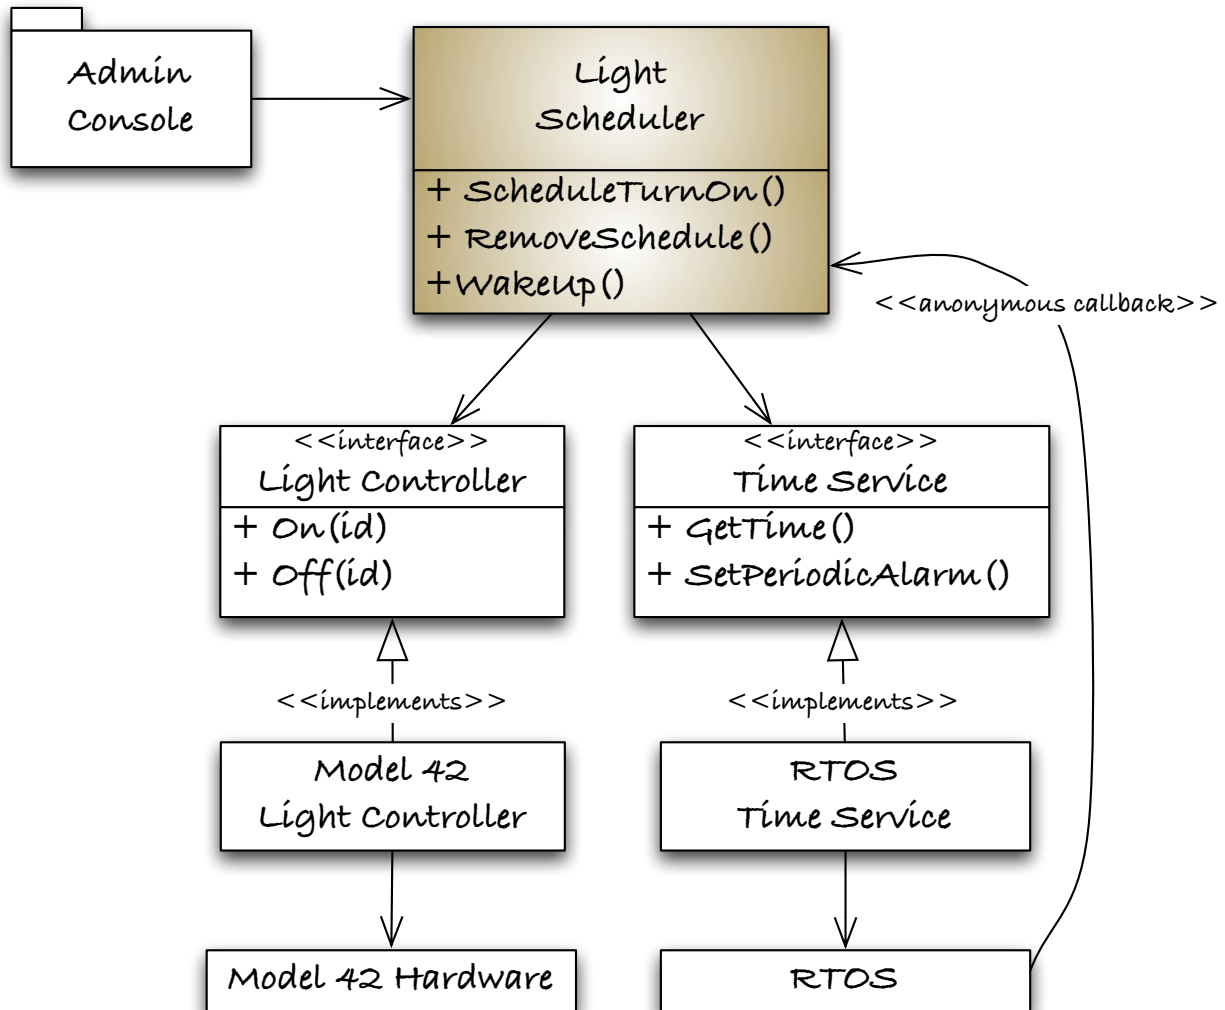 Admin
Console
Light
Scheduler
+ ScheduleTurnOn()
+ RemoveSchedule()
+WakeUp()
<<anonymous callback>>
<<interface>>
Light Controller
+ On(id)
+ Off(id)
<<interface>>
Time Service
+ GetTime()
+ SetPeriodicAlarm()
<<implements>>
<<implements>>
Model 42
Light Controller
RTOS
Time Service
Model 42 Hardware
RTOS